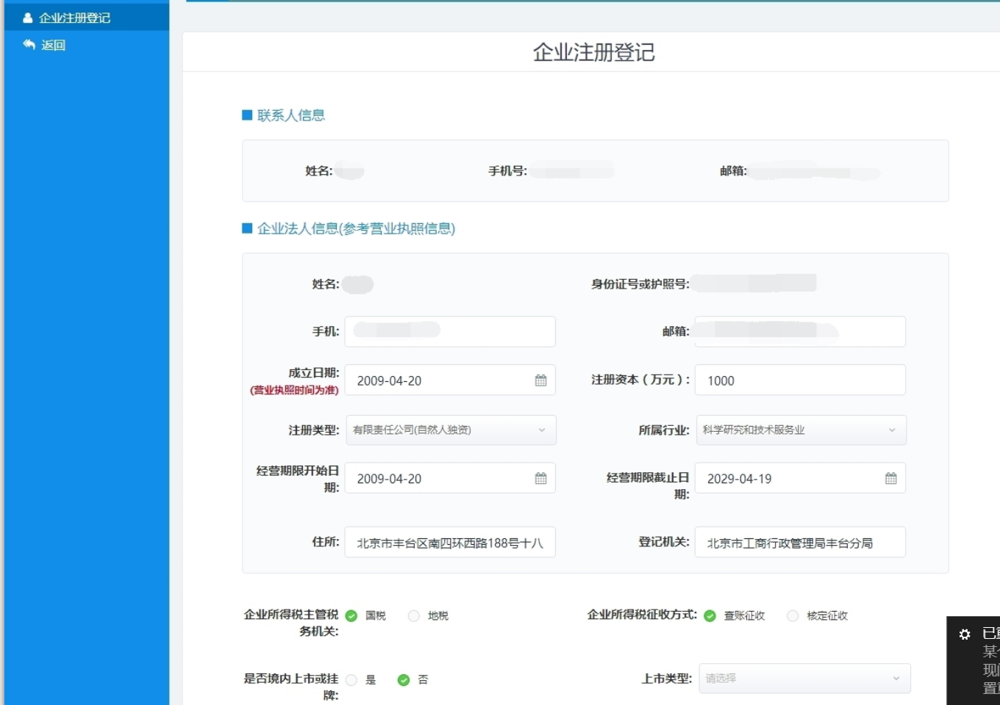 企业注册登记
返回
企业注册登记
联系人信息
姓名: 手机号: 邮箱:
企业法人信息(参考营业执照信息)
姓名: 身份证号或护照号:
手机: 邮箱:
成立日期: 2009-04-20 注册资本（万元）: 1000
(营业执照时间为准)
注册类型: 有限责任公司(自然人独资) 所属行业: 科学研究和技术服务业
经营期限开始日期: 2009-04-20 经营期限截止日期: 2029-04-19
住所: 北京市丰台区南四环西路188号十八 登记机关: 北京市工商行政管理局丰台分局
企业所得税主管税务机关: 国税 地税 企业所得税征收方式: 查账征收 核定征收
是否境内上市或挂牌: 是 否 上市类型: 请选择
已重
某个
现问
置重